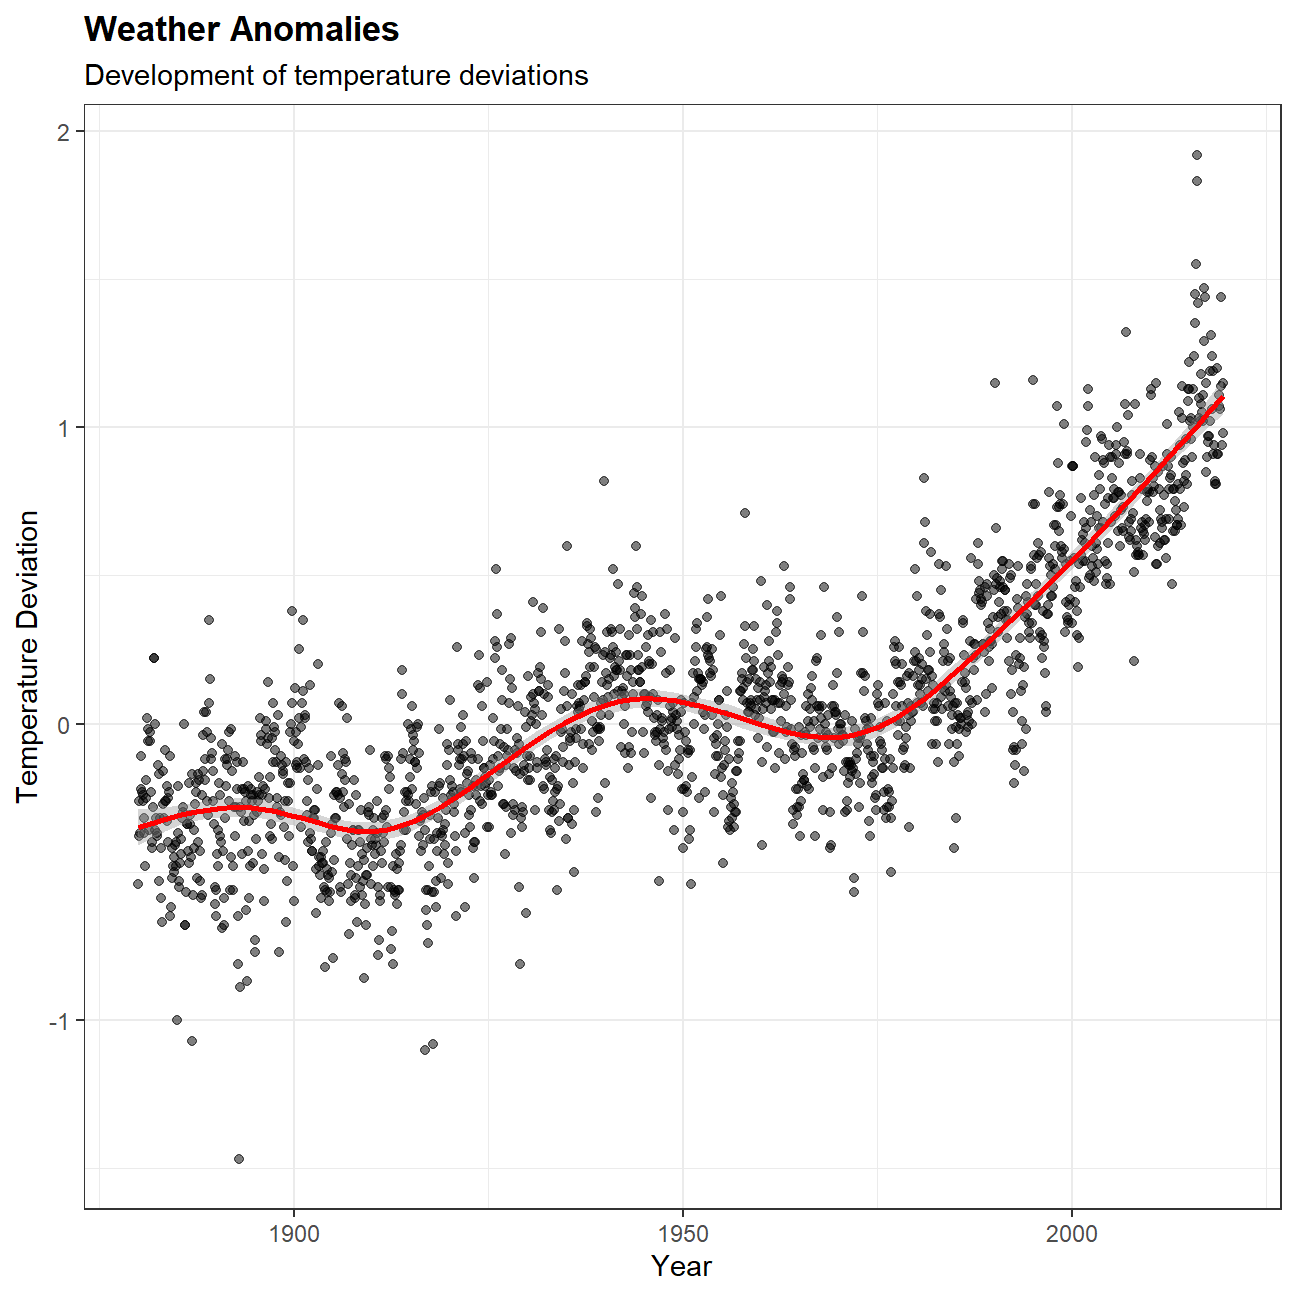 Weather Anomalies
Development of temperature deviations
Temperature Deviation
2
1
0
-1
1900 1950 2000
Year